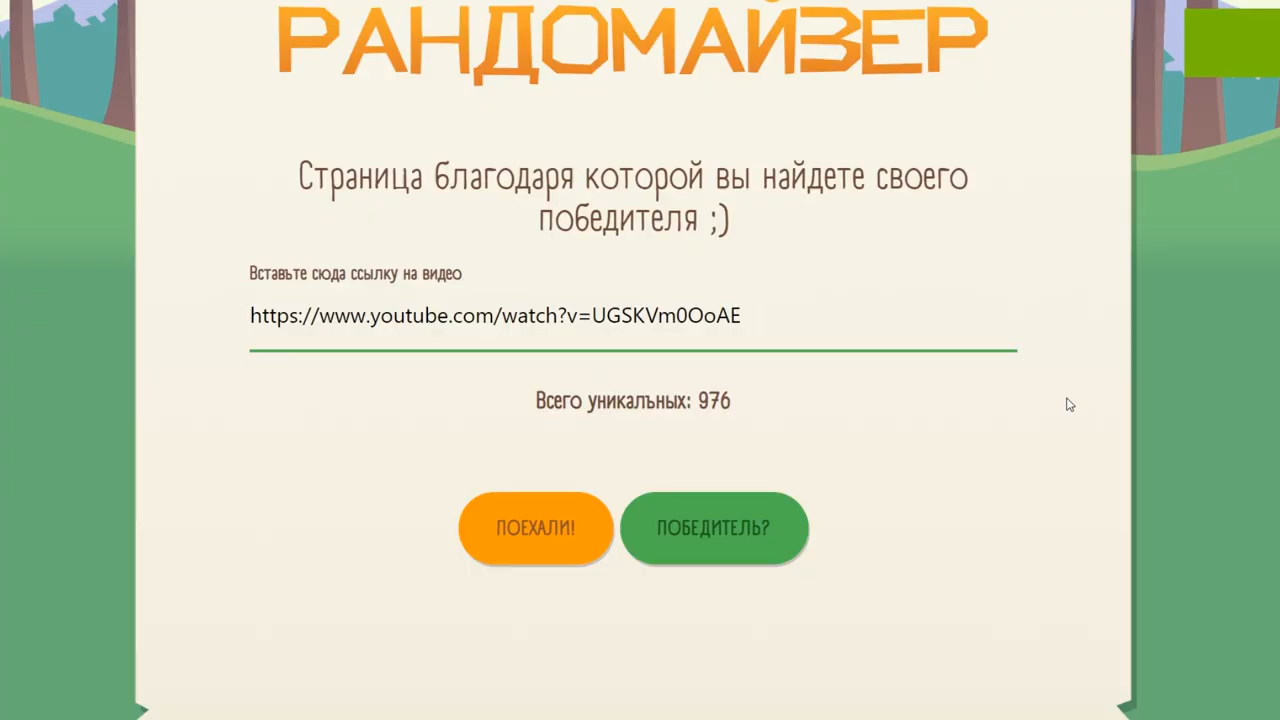 РАНДОМАЙЗЕР
Страница благодаря которой вы найдете своего
победителя ;)
Вставьте сюда ссылку на видео
https://www.youtube.com/watch?v=UGSKVm0OoAE
Всего уникальных: 976
ПОЕХАЛИ!
ПОБЕДИТЕЛЬ?